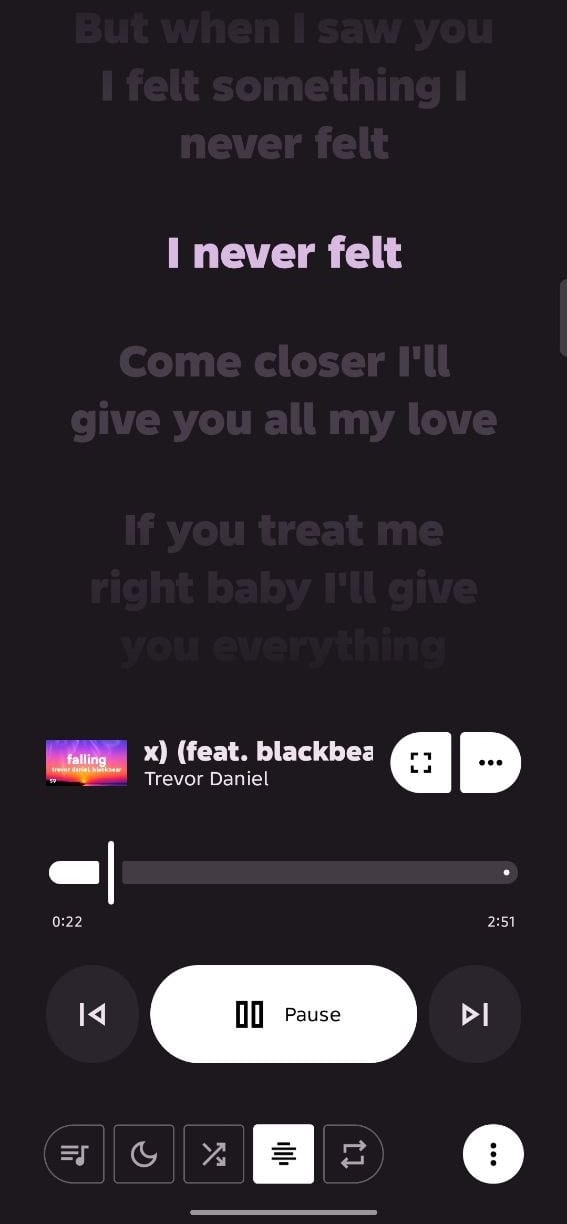 But when I saw you
I felt something I
never felt
I never felt
Come closer I'll
give you all my love
If you treat me
right baby I'll give
you everything
falling
trevor daniel, blackbear
x) (feat. blackbea
Trevor Daniel
0:22
2:51
Pause